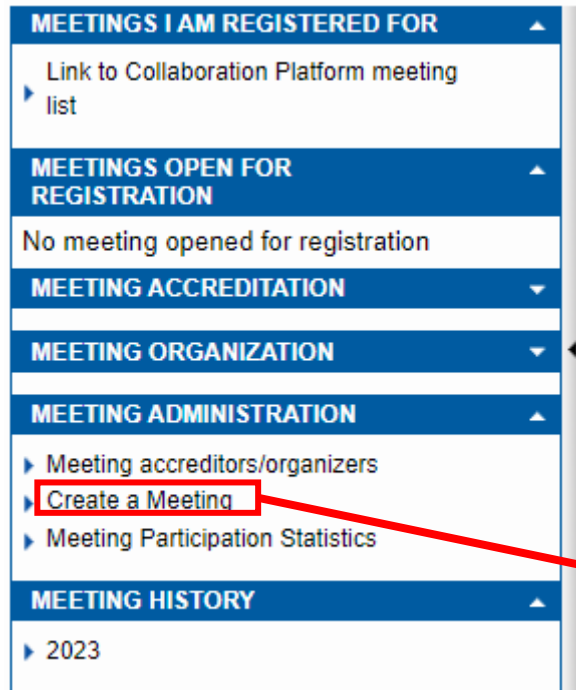 MEETINGS I AM REGISTERED FOR
Link to Collaboration Platform meeting
list
MEETINGS OPEN FOR
REGISTRATION
No meeting opened for registration
MEETING ACCREDITATION
MEETING ORGANIZATION
MEETING ADMINISTRATION
Meeting accreditors/organizers
Create a Meeting
Meeting Participation Statistics
MEETING HISTORY
2023